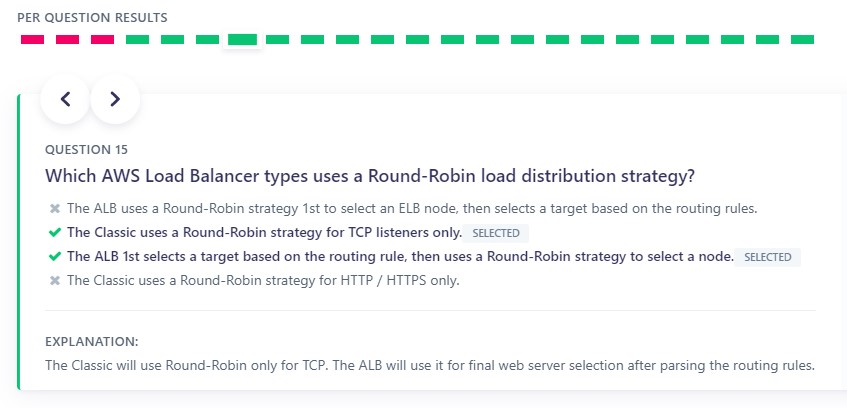 PER QUESTION RESULTS
QUESTION 15
Which AWS Load Balancer types uses a Round-Robin load distribution strategy?
The ALB uses a Round-Robin strategy 1st to select an ELB node, then selects a target based on the routing rules.
The Classic uses a Round-Robin strategy for TCP listeners only. SELECTED
The ALB 1st selects a target based on the routing rule, then uses a Round-Robin strategy to select a node. SELECTED
The Classic uses a Round-Robin strategy for HTTP / HTTPS only.
EXPLANATION:
The Classic will use Round-Robin only for TCP. The ALB will use it for final web server selection after parsing the routing rules.